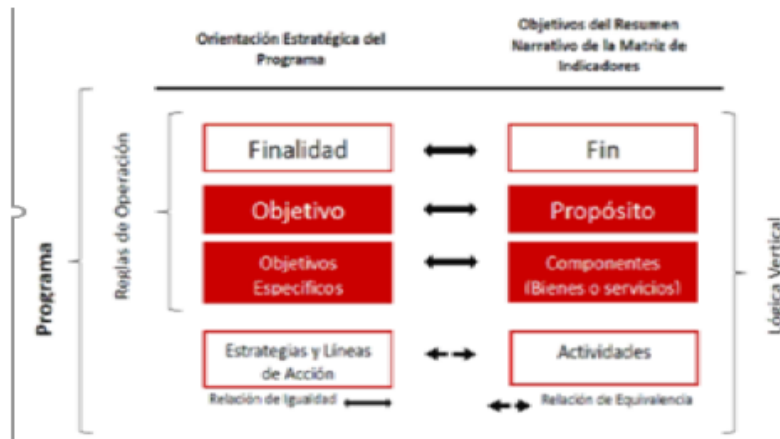 Orientación Estratégica del
Programa
Objetivos del Resumen
Narrativo de la Matriz de
Indicadores
Programa
Reglas de Operación
Finalidad
Fin
Objetivo
Propósito
Objetivos
Específicos
Componentes
(Bienes o servicios)
Estrategias y Líneas
de Acción
Actividades
Relación de Igualdad
Relación de Equivalencia
Lógica Vertical